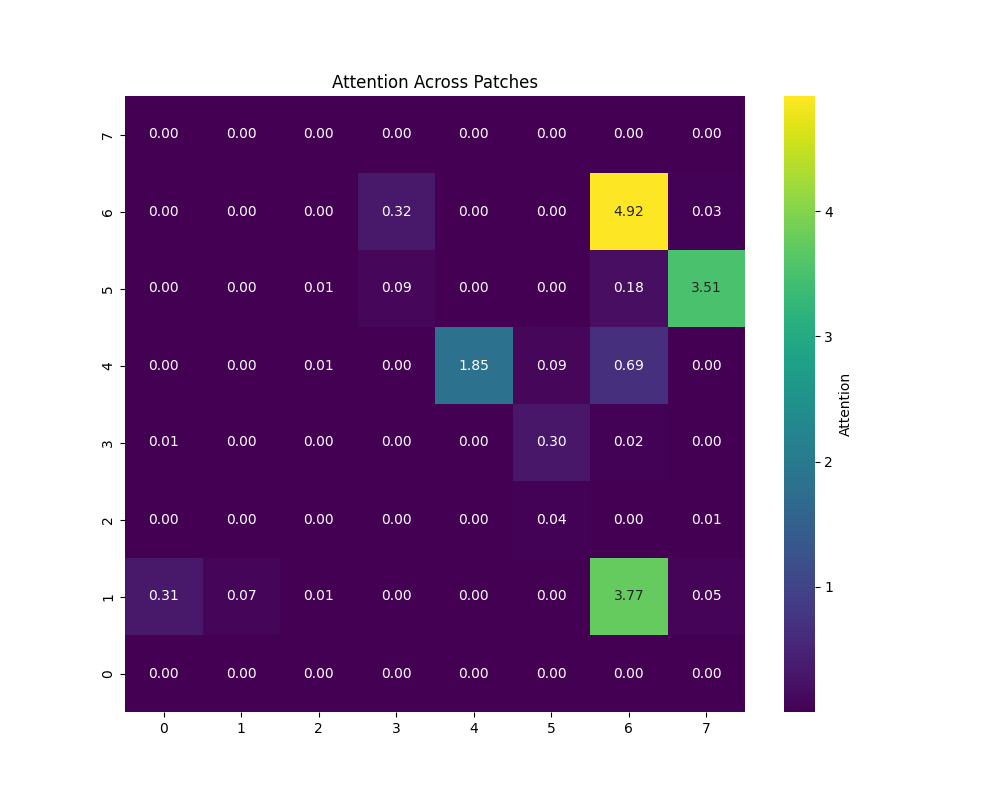 Attention Across Patches
7 0.00 0.00 0.00 0.00 0.00 0.00 0.00 0.00
6 0.00 0.00 0.00 0.32 0.00 0.00 4.92 0.03 4
5 0.00 0.00 0.01 0.09 0.00 0.00 0.18 3.51
3
4 0.00 0.00 0.01 0.00 1.85 0.09 0.69 0.00
Attention
3 0.01 0.00 0.00 0.00 0.00 0.30 0.02 0.00
2
2 0.00 0.00 0.00 0.00 0.00 0.04 0.00 0.01
1 0.31 0.07 0.01 0.00 0.00 0.00 3.77 0.05 1
0 0.00 0.00 0.00 0.00 0.00 0.00 0.00 0.00
0 1 2 3 4 5 6 7